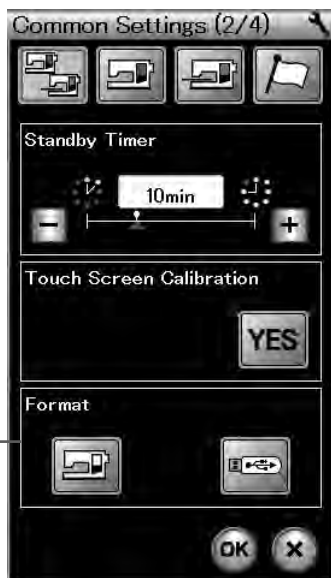 Common Settings (2/4)
Standby Timer
10min
− +
Touch Screen Calibration
YES
Format
OK X